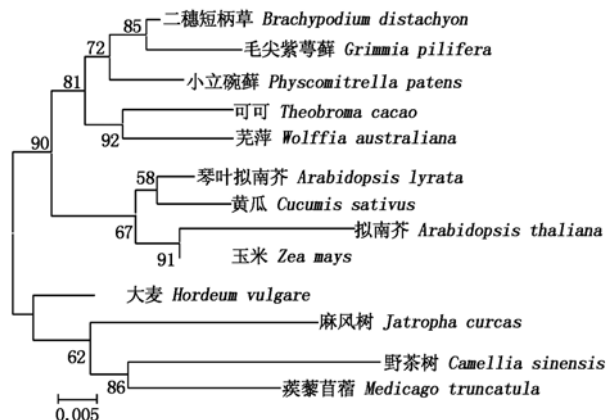 85 二穗短柄草 Brachypodium distachyon
72 毛尖紫萼藓 Grimmia pilifera
81 小立碗藓 Physcomitrella patens
可可 Theobroma cacao
92 芜萍 Wolffia australiana
90
58 琴叶拟南芥 Arabidopsis lyrata
黄瓜 Cucumis sativus
67 拟南芥 Arabidopsis thaliana
91 玉米 Zea mays
大麦 Hordeum vulgare
麻风树 Jatropha curcas
62 野茶树 Camellia sinensis
86 蒺藜苜蓿 Medicago truncatula
0.005